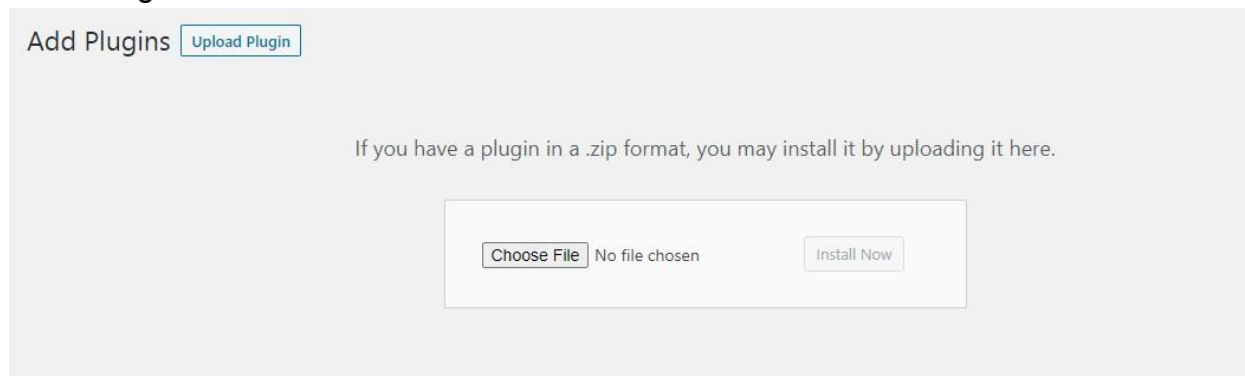 Add Plugins Upload Plugin
If you have a plugin in a .zip format, you may install it by uploading it here.
Choose File No file chosen Install Now